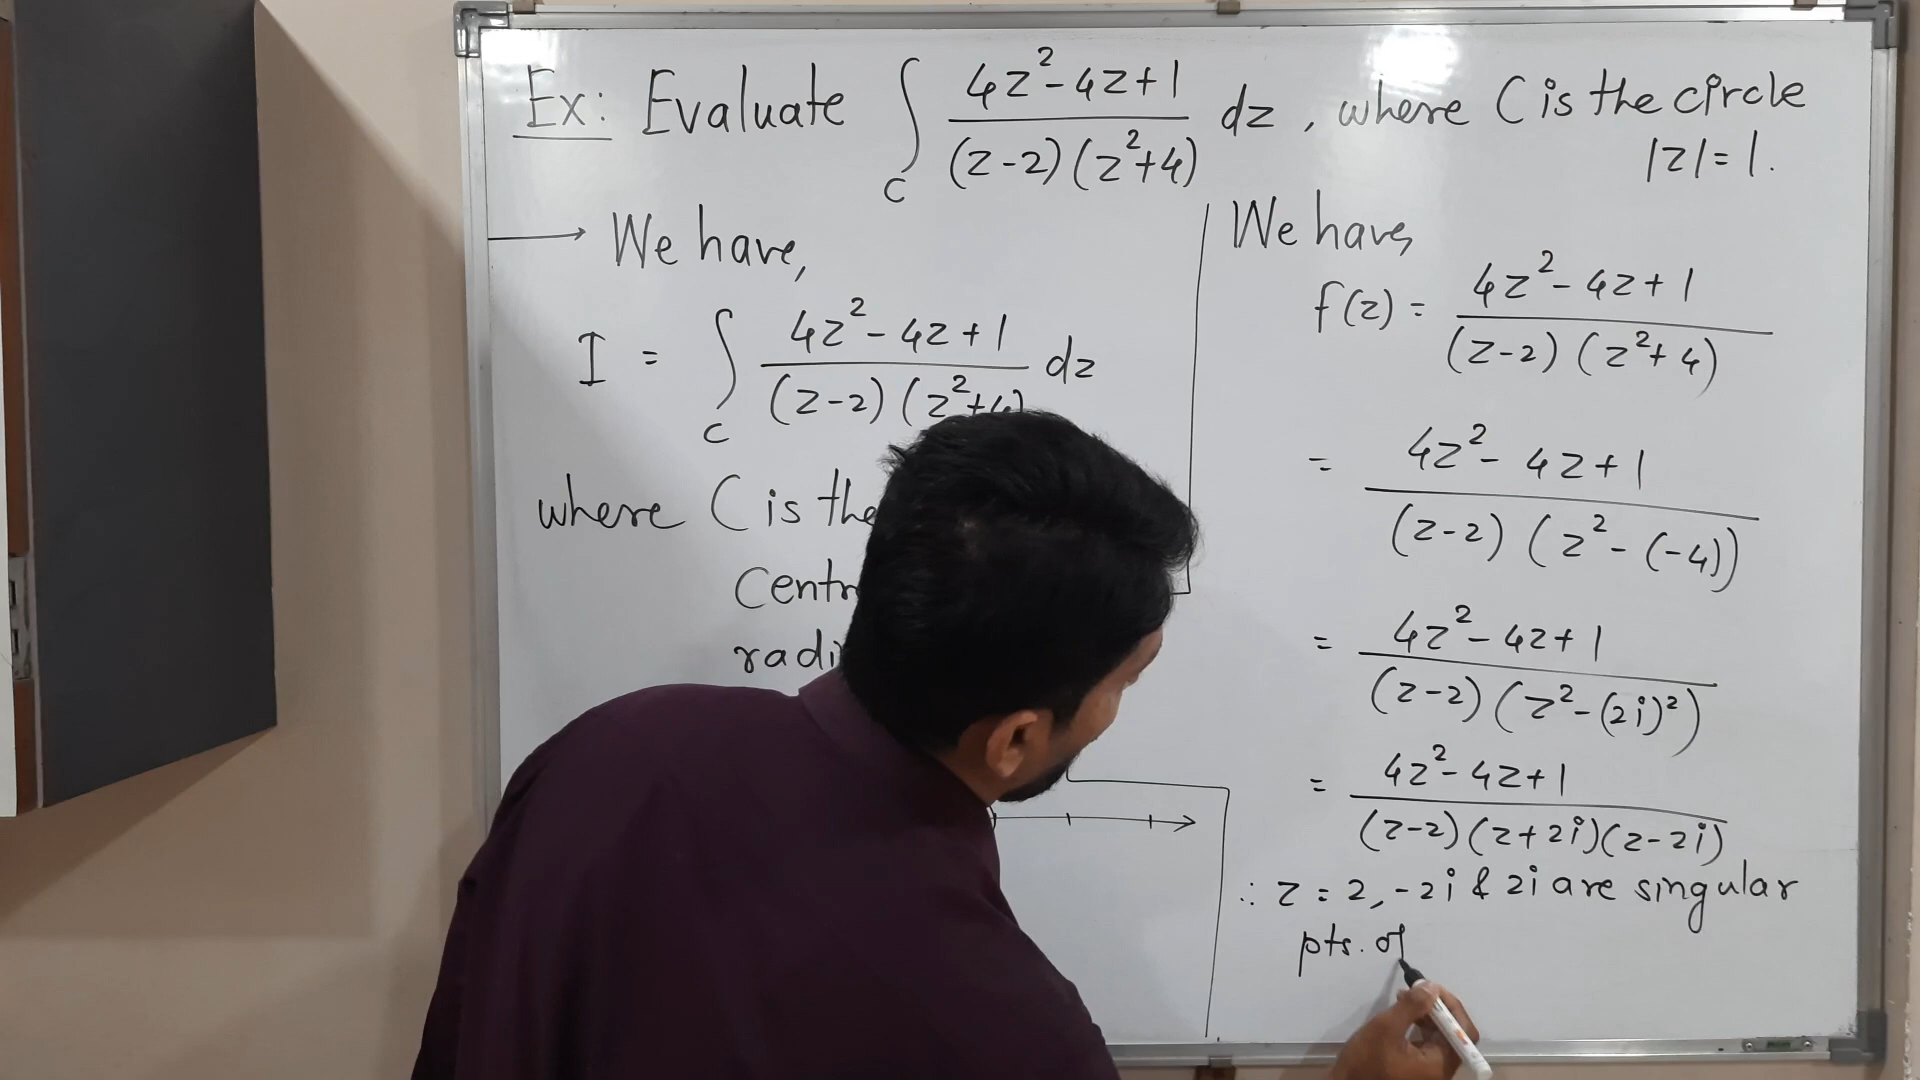 Ex: Evaluate ∫_C (4z²-4z+1)/((z-2)(z²+4)) dz, where C is the circle
|z|=1.
We have,
I = ∫_C (4z²-4z+1)/((z-2)(z²+4)) dz
where C is the
radi
We have,
f(z) = (4z²-4z+1)/((z-2)(z²+4))
= (4z²-4z+1)/((z-2)(z²-(-4)))
= (4z²-4z+1)/((z-2)(z²-(2i)²))
= (4z²-4z+1)/((z-2)(z+2i)(z-2i))
∴ z = 2, -2i & 2i are singular
pts. of